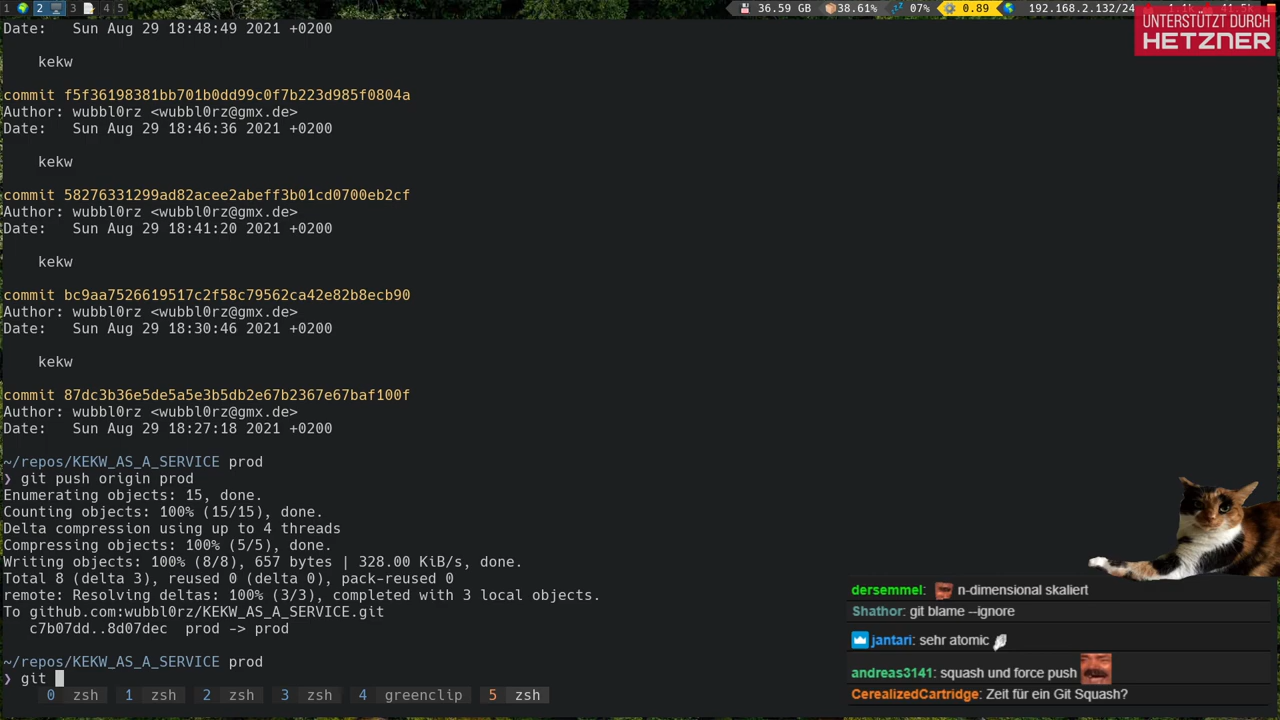 1 2 3 4 5 36.59 GB 38.61% 07% 0.89 192.168.2.132/24 1.1k 41.5k
UNTERSTÜTZT DURCH
HETZNER
Date:   Sun Aug 29 18:48:49 2021 +0200
kekw
commit f5f36198381bb701b0dd99c0f7b223d985f0804a
Author: wubbl0rz <wubbl0rz@gmx.de>
Date:   Sun Aug 29 18:46:36 2021 +0200
kekw
commit 58276331299ad82acee2abeff3b01cd0700eb2cf
Author: wubbl0rz <wubbl0rz@gmx.de>
Date:   Sun Aug 29 18:41:20 2021 +0200
kekw
commit bc9aa7526619517c2f58c79562ca42e82b8ecb90
Author: wubbl0rz <wubbl0rz@gmx.de>
Date:   Sun Aug 29 18:30:46 2021 +0200
kekw
commit 87dc3b36e5de5a5e3b5db2e67b2367e67baf100f
Author: wubbl0rz <wubbl0rz@gmx.de>
Date:   Sun Aug 29 18:27:18 2021 +0200
~/repos/KEKW_AS_A_SERVICE prod
❯ git push origin prod
Enumerating objects: 15, done.
Counting objects: 100% (15/15), done.
Delta compression using up to 4 threads
Compressing objects: 100% (5/5), done.
Writing objects: 100% (8/8), 657 bytes | 328.00 KiB/s, done.
Total 8 (delta 3), reused 0 (delta 0), pack-reused 0
remote: Resolving deltas: 100% (3/3), completed with 3 local objects.
To github.com:wubbl0rz/KEKW_AS_A_SERVICE.git
c7b07dd..8d07dec  prod -> prod
~/repos/KEKW_AS_A_SERVICE prod
❯ git
0 zsh 1 zsh 2 zsh 3 zsh 4 greenclip 5 zsh
dersemmel: n-dimensional skaliert
Shathor: git blame --ignore
jantari: sehr atomic
andreas3141: squash und force push
CerealizedCartridge: Zeit für ein Git Squash?